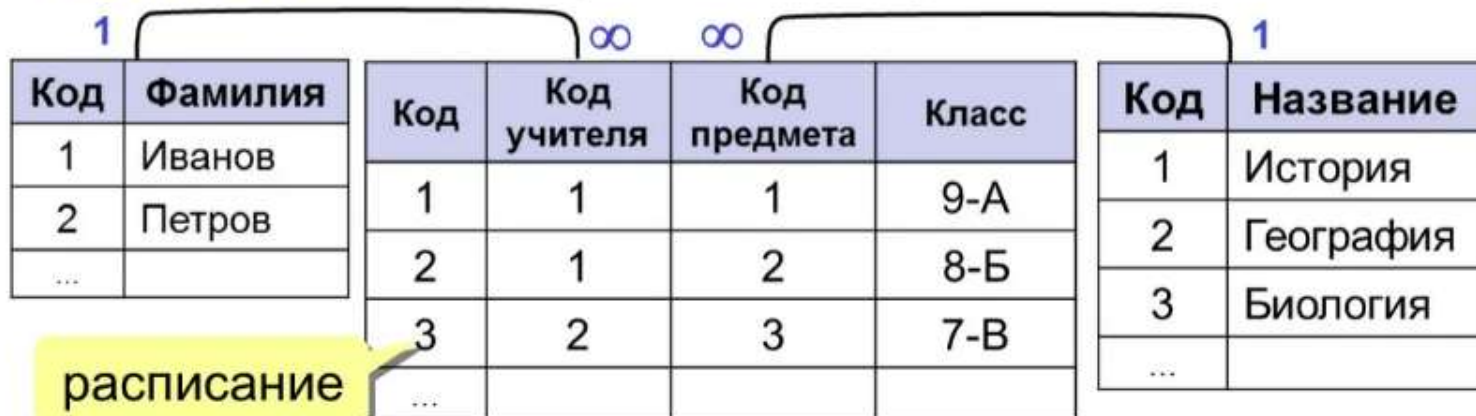 1 ∞ ∞ 1
Код Фамилия
1 Иванов
2 Петров
...
Код Код учителя Код предмета Класс
1 1 1 9-А
2 1 2 8-Б
3 2 3 7-В
...
Код Название
1 История
2 География
3 Биология
...
расписание